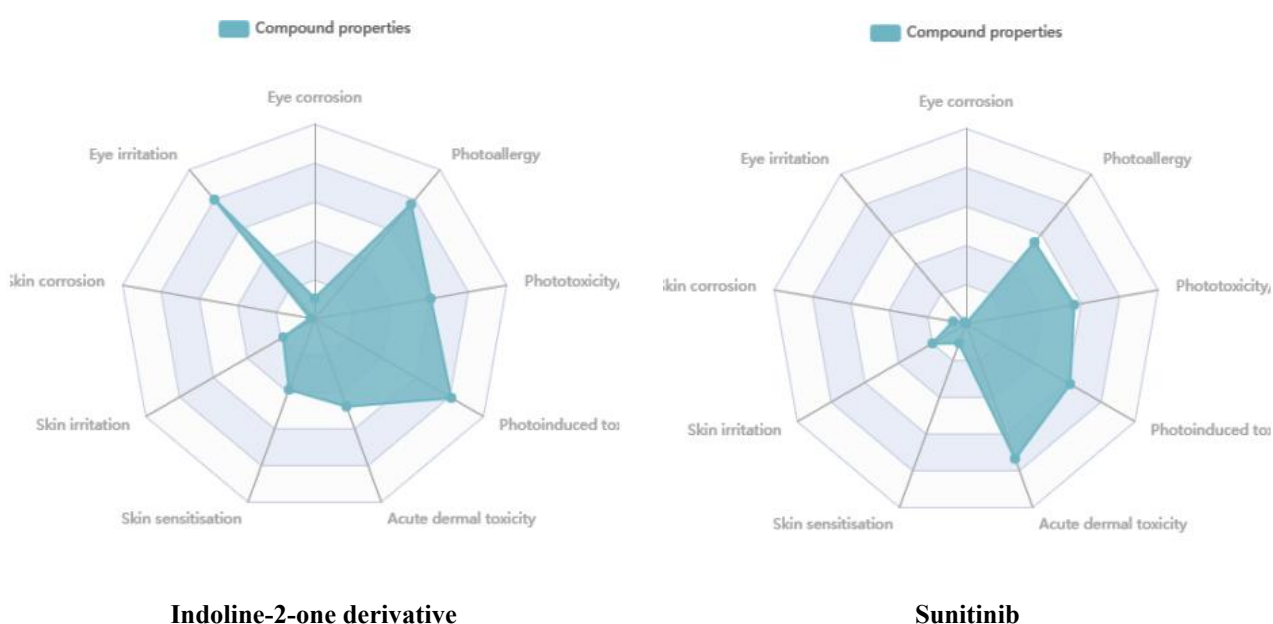 Compound properties
Eye corrosion
Eye irritation
Photoallergy
skin corrosion
Phototoxicity/
Skin irritation
Photoinduced to
Skin sensitisation
Acute dermal toxicity
Indoline-2-one derivative
Compound properties
Eye corrosion
Eye irritation
Photoallergy
skin corrosion
Phototoxicity/
Skin irritation
Photoinduced to
Skin sensitisation
Acute dermal toxicity
Sunitinib